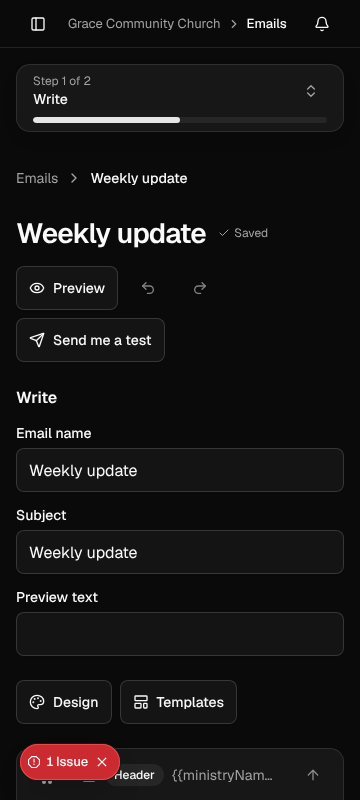 Grace Community Church > Emails
Step 1 of 2
Write
Emails > Weekly update
Weekly update
Saved
Preview
Send me a test
Write
Email name
Weekly update
Subject
Weekly update
Preview text
Design
Templates
1 Issue
Header
{{ministryNam...